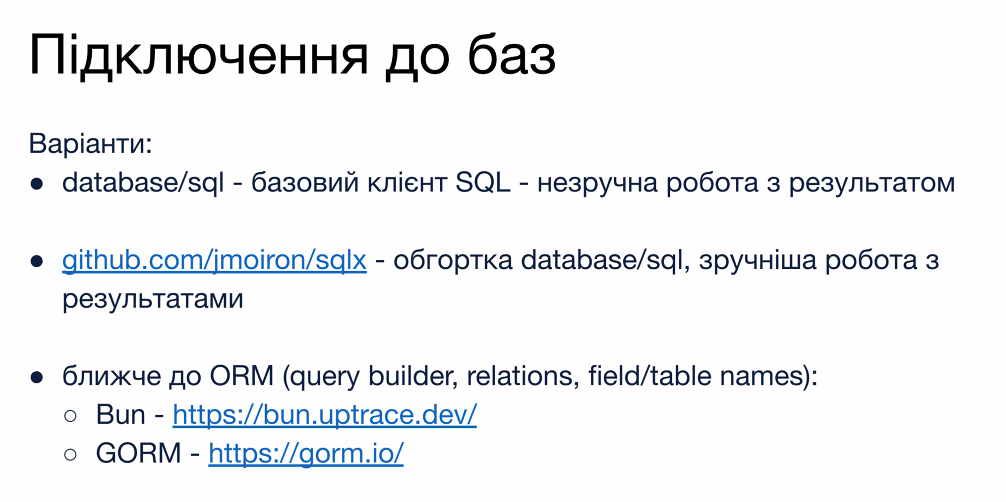 Підключення до баз
Варіанти:
● database/sql - базовий клієнт SQL - незручна робота з результатом
● github.com/jmoiron/sqlx - обгортка database/sql, зручніша робота з
результатами
● ближче до ORM (query builder, relations, field/table names):
○ Bun - https://bun.uptrace.dev/
○ GORM - https://gorm.io/